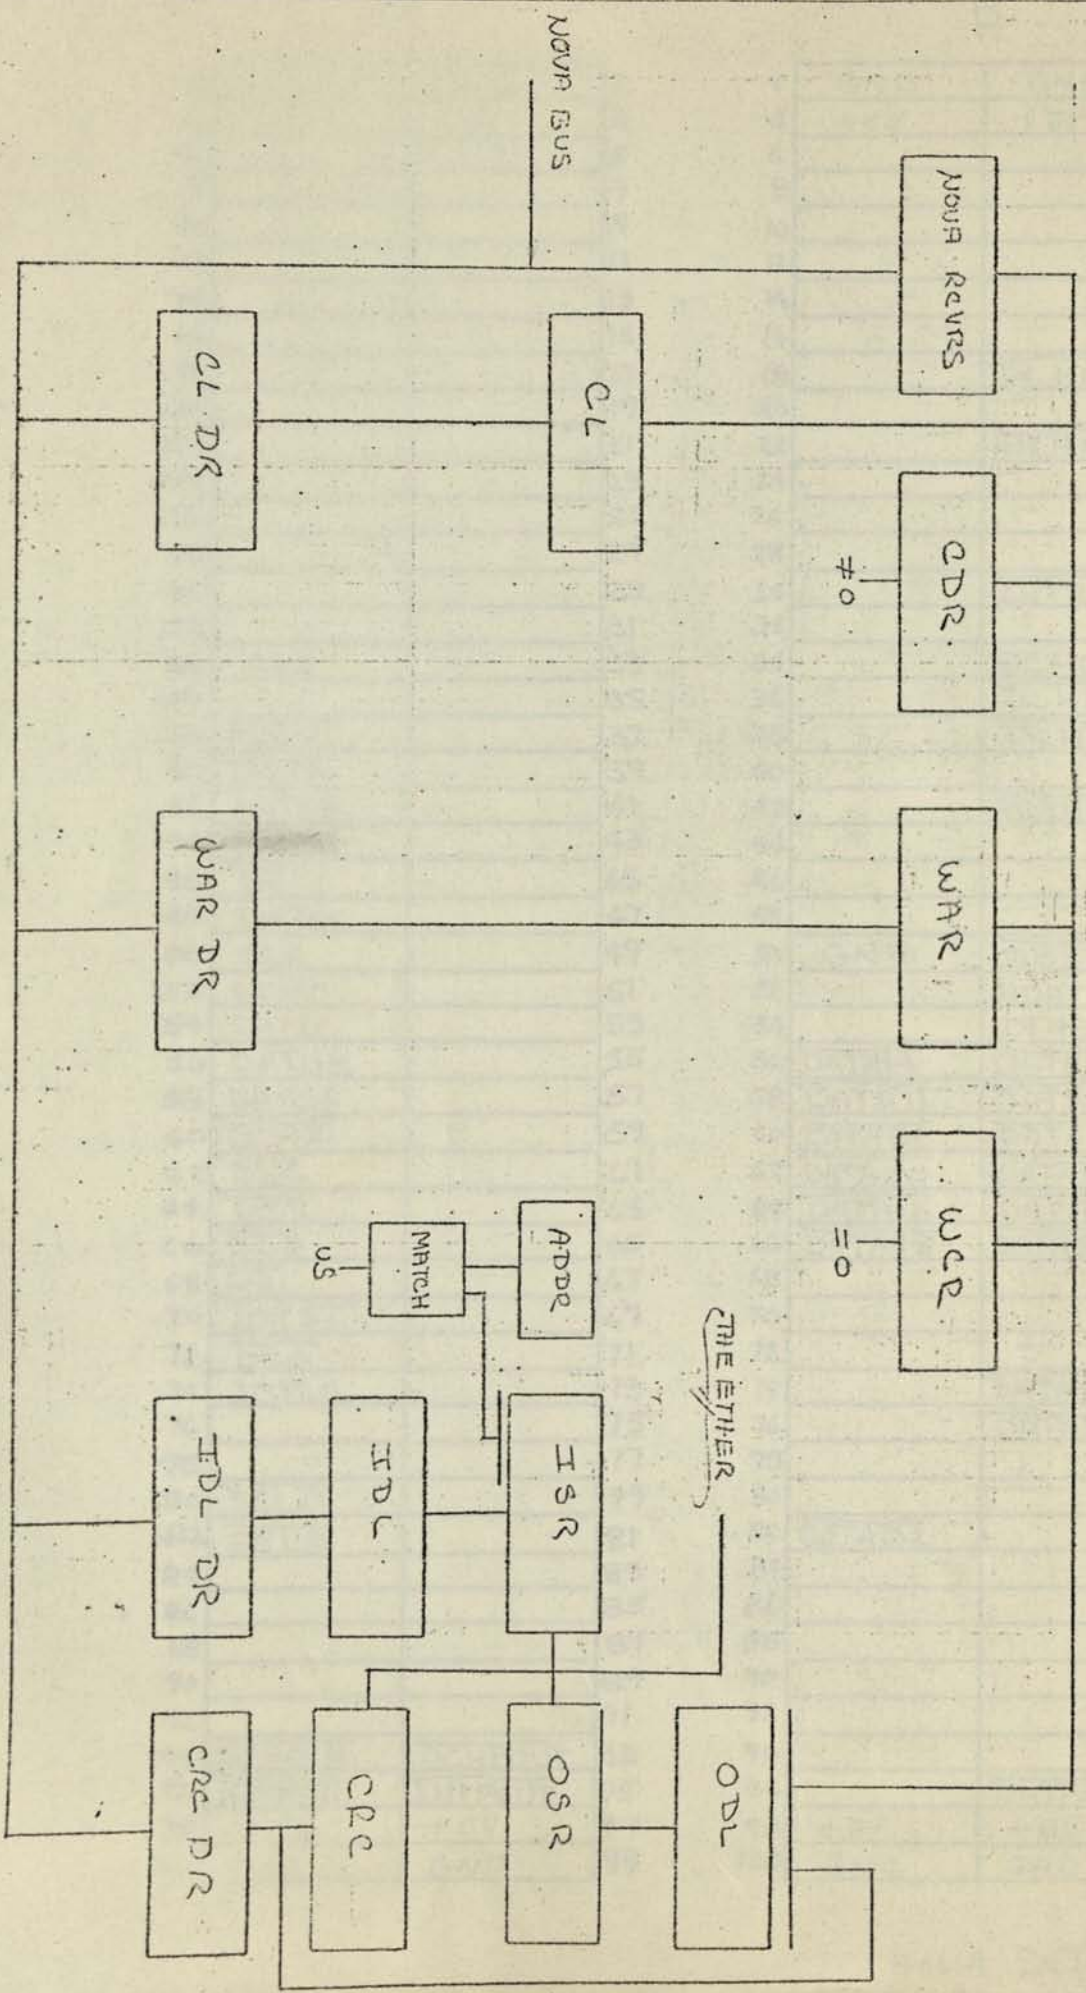 NOVA RCVRS
CDR
≠0
WAR
WCR
=0
NOVA BUS
CL
THE ETHER
ODL
ADDR
ISR
OSR
MATCH
US
IDL
CRC
CL DR
WAR DR
IDL DR
CRC DR